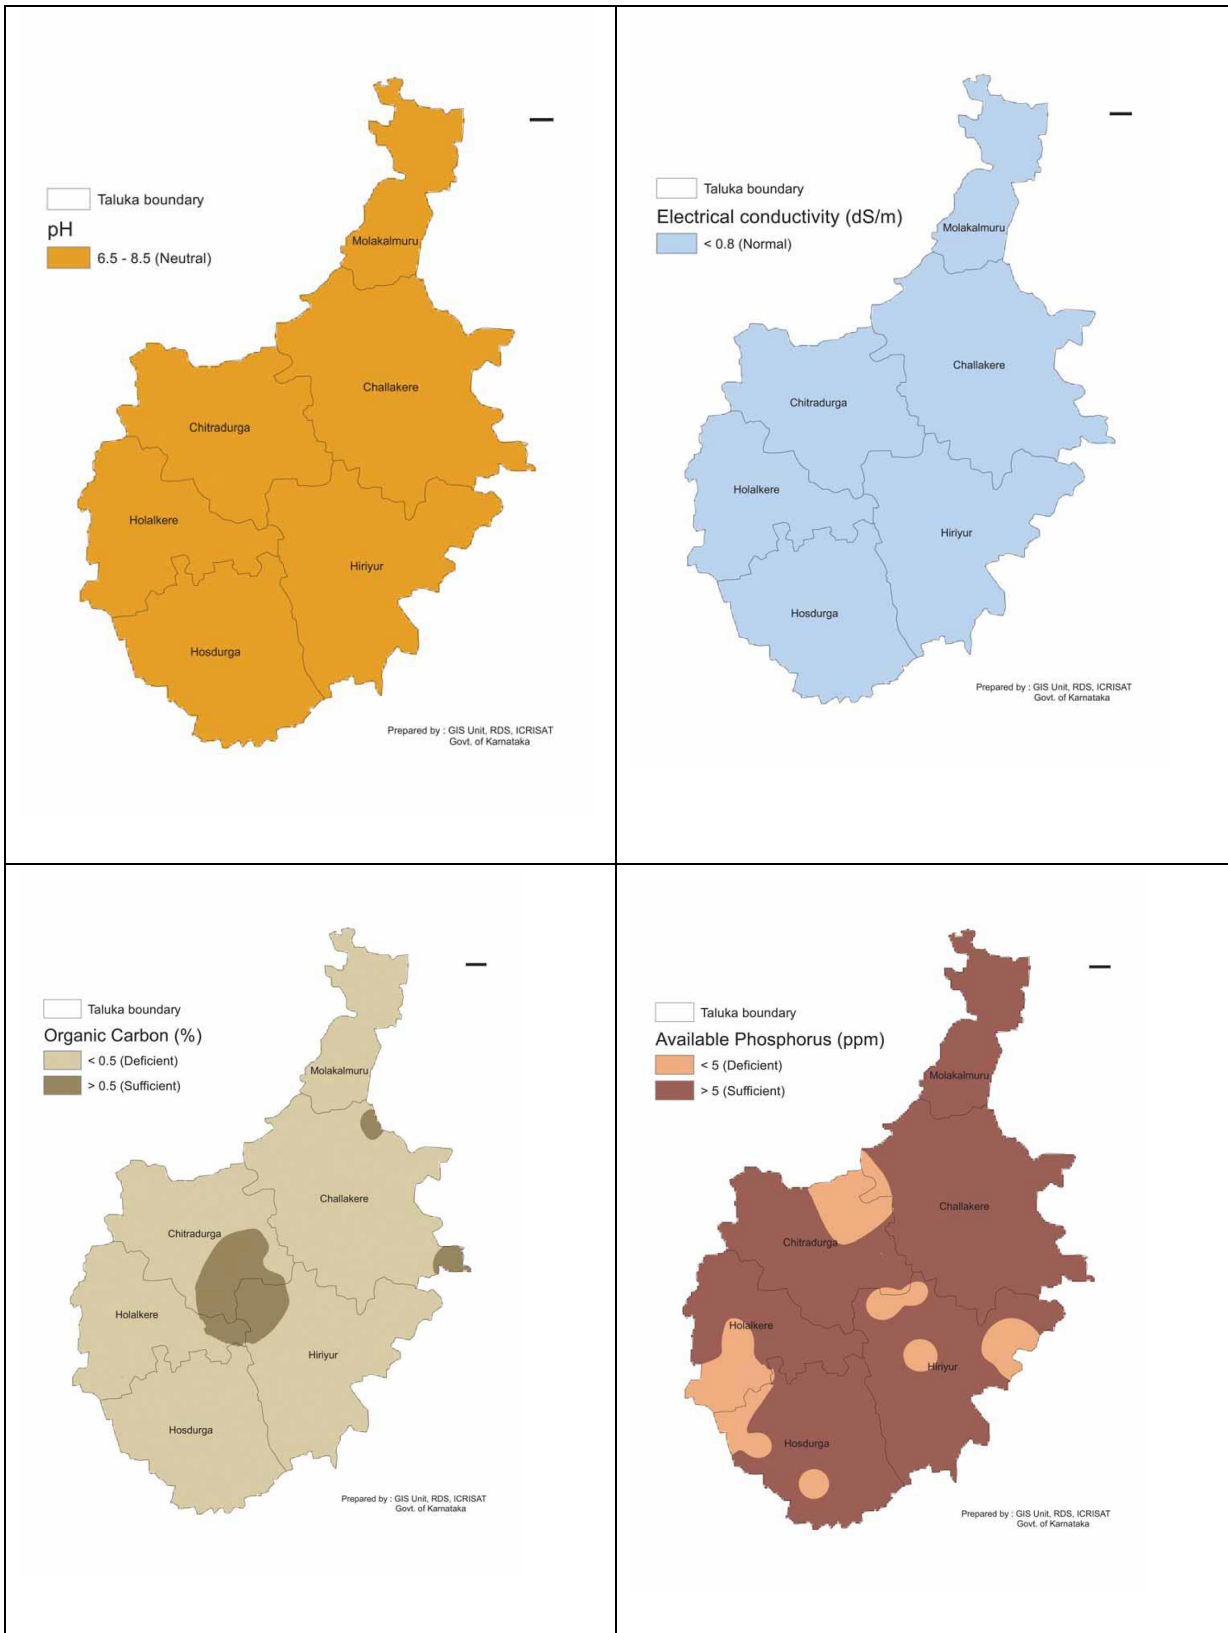 Taluka boundary
pH
6.5 - 8.5 (Neutral)
Molakalmuru
Challakere
Chitradurga
Holalkere
Hiriyur
Hosdurga
Prepared by : GIS Unit, RDS, ICRISAT
Govt. of Karnataka
Taluka boundary
Electrical conductivity (dS/m)
< 0.8 (Normal)
Molakalmuru
Challakere
Chitradurga
Holalkere
Hiriyur
Hosdurga
Prepared by : GIS Unit, RDS, ICRISAT
Govt. of Karnataka
Taluka boundary
Organic Carbon (%)
< 0.5 (Deficient)
> 0.5 (Sufficient)
Molakalmuru
Challakere
Chitradurga
Holalkere
Hiriyur
Hosdurga
Prepared by : GIS Unit, RDS, ICRISAT
Govt. of Karnataka
Taluka boundary
Available Phosphorus (ppm)
< 5 (Deficient)
> 5 (Sufficient)
Molakalmuru
Challakere
Chitradurga
Holalkere
Hiriyur
Hosdurga
Prepared by : GIS Unit, RDS, ICRISAT
Govt. of Karnataka